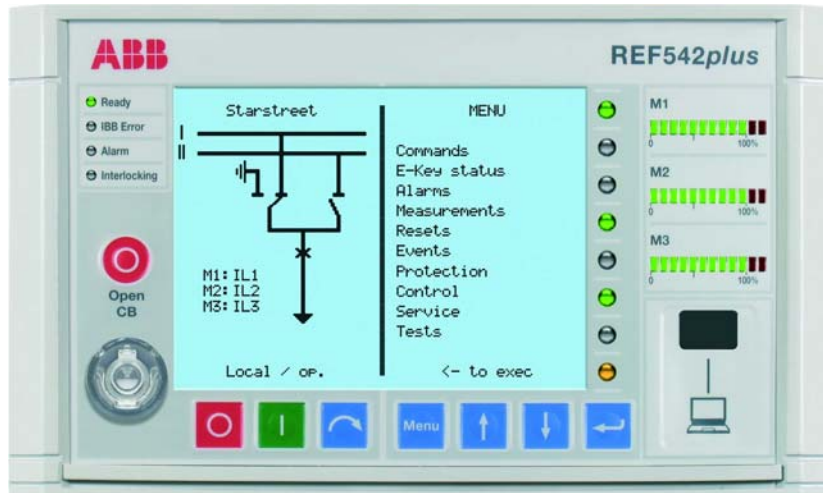 ABB
REF542plus
Ready
IBB Error
Alarm
Interlocking
Open
CB
Starstreet
I
II
M1: IL1
M2: IL2
M3: IL3
Local / op.
MENU
Commands
E-Key status
Alarms
Measurements
Resets
Events
Protection
Control
Service
Tests
<- to exec
M1
0 100%
M2
0 100%
M3
0 100%
Menu